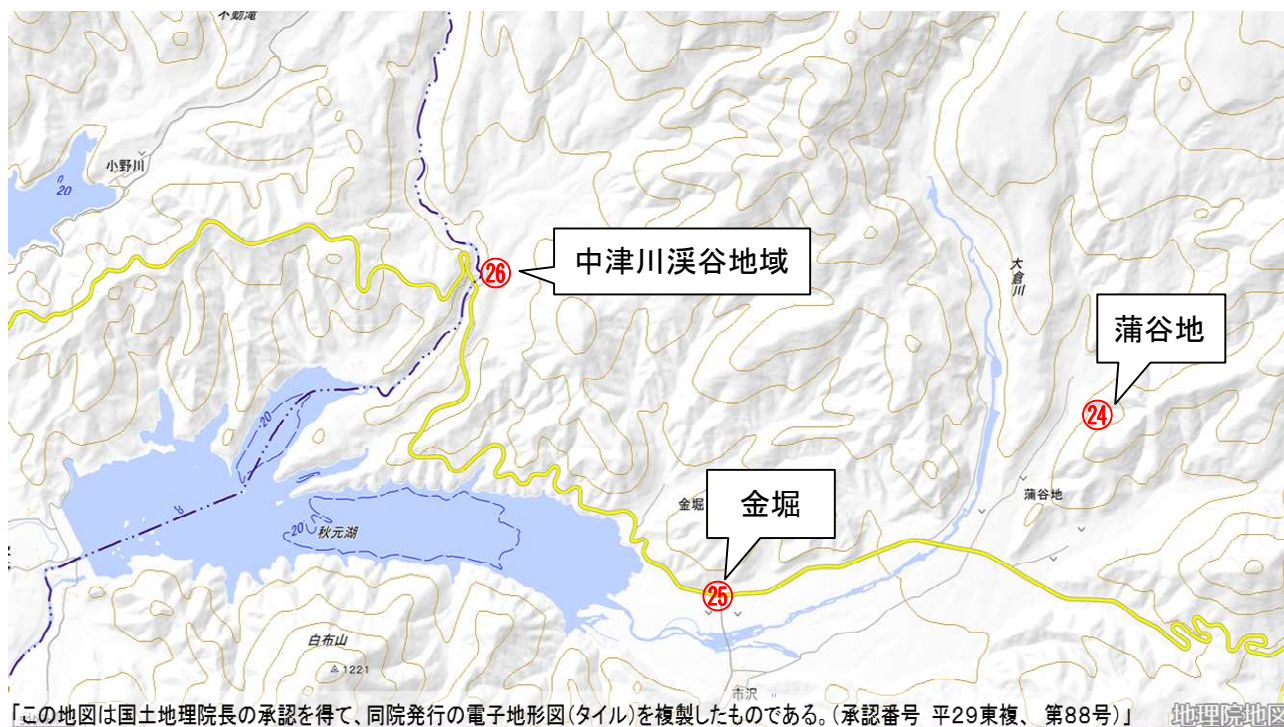 不動滝
小野川
20
26
中津川渓谷地域
大倉川
蒲谷地
24
20
20
秋元湖
金堀
金堀
蒲谷地
25
白布山
1221
市沢
「この地図は国土地理院長の承認を得て、同院発行の電子地形図(タイル)を複製したものである。(承認番号 平29東複、 第88号)」
地理院地図